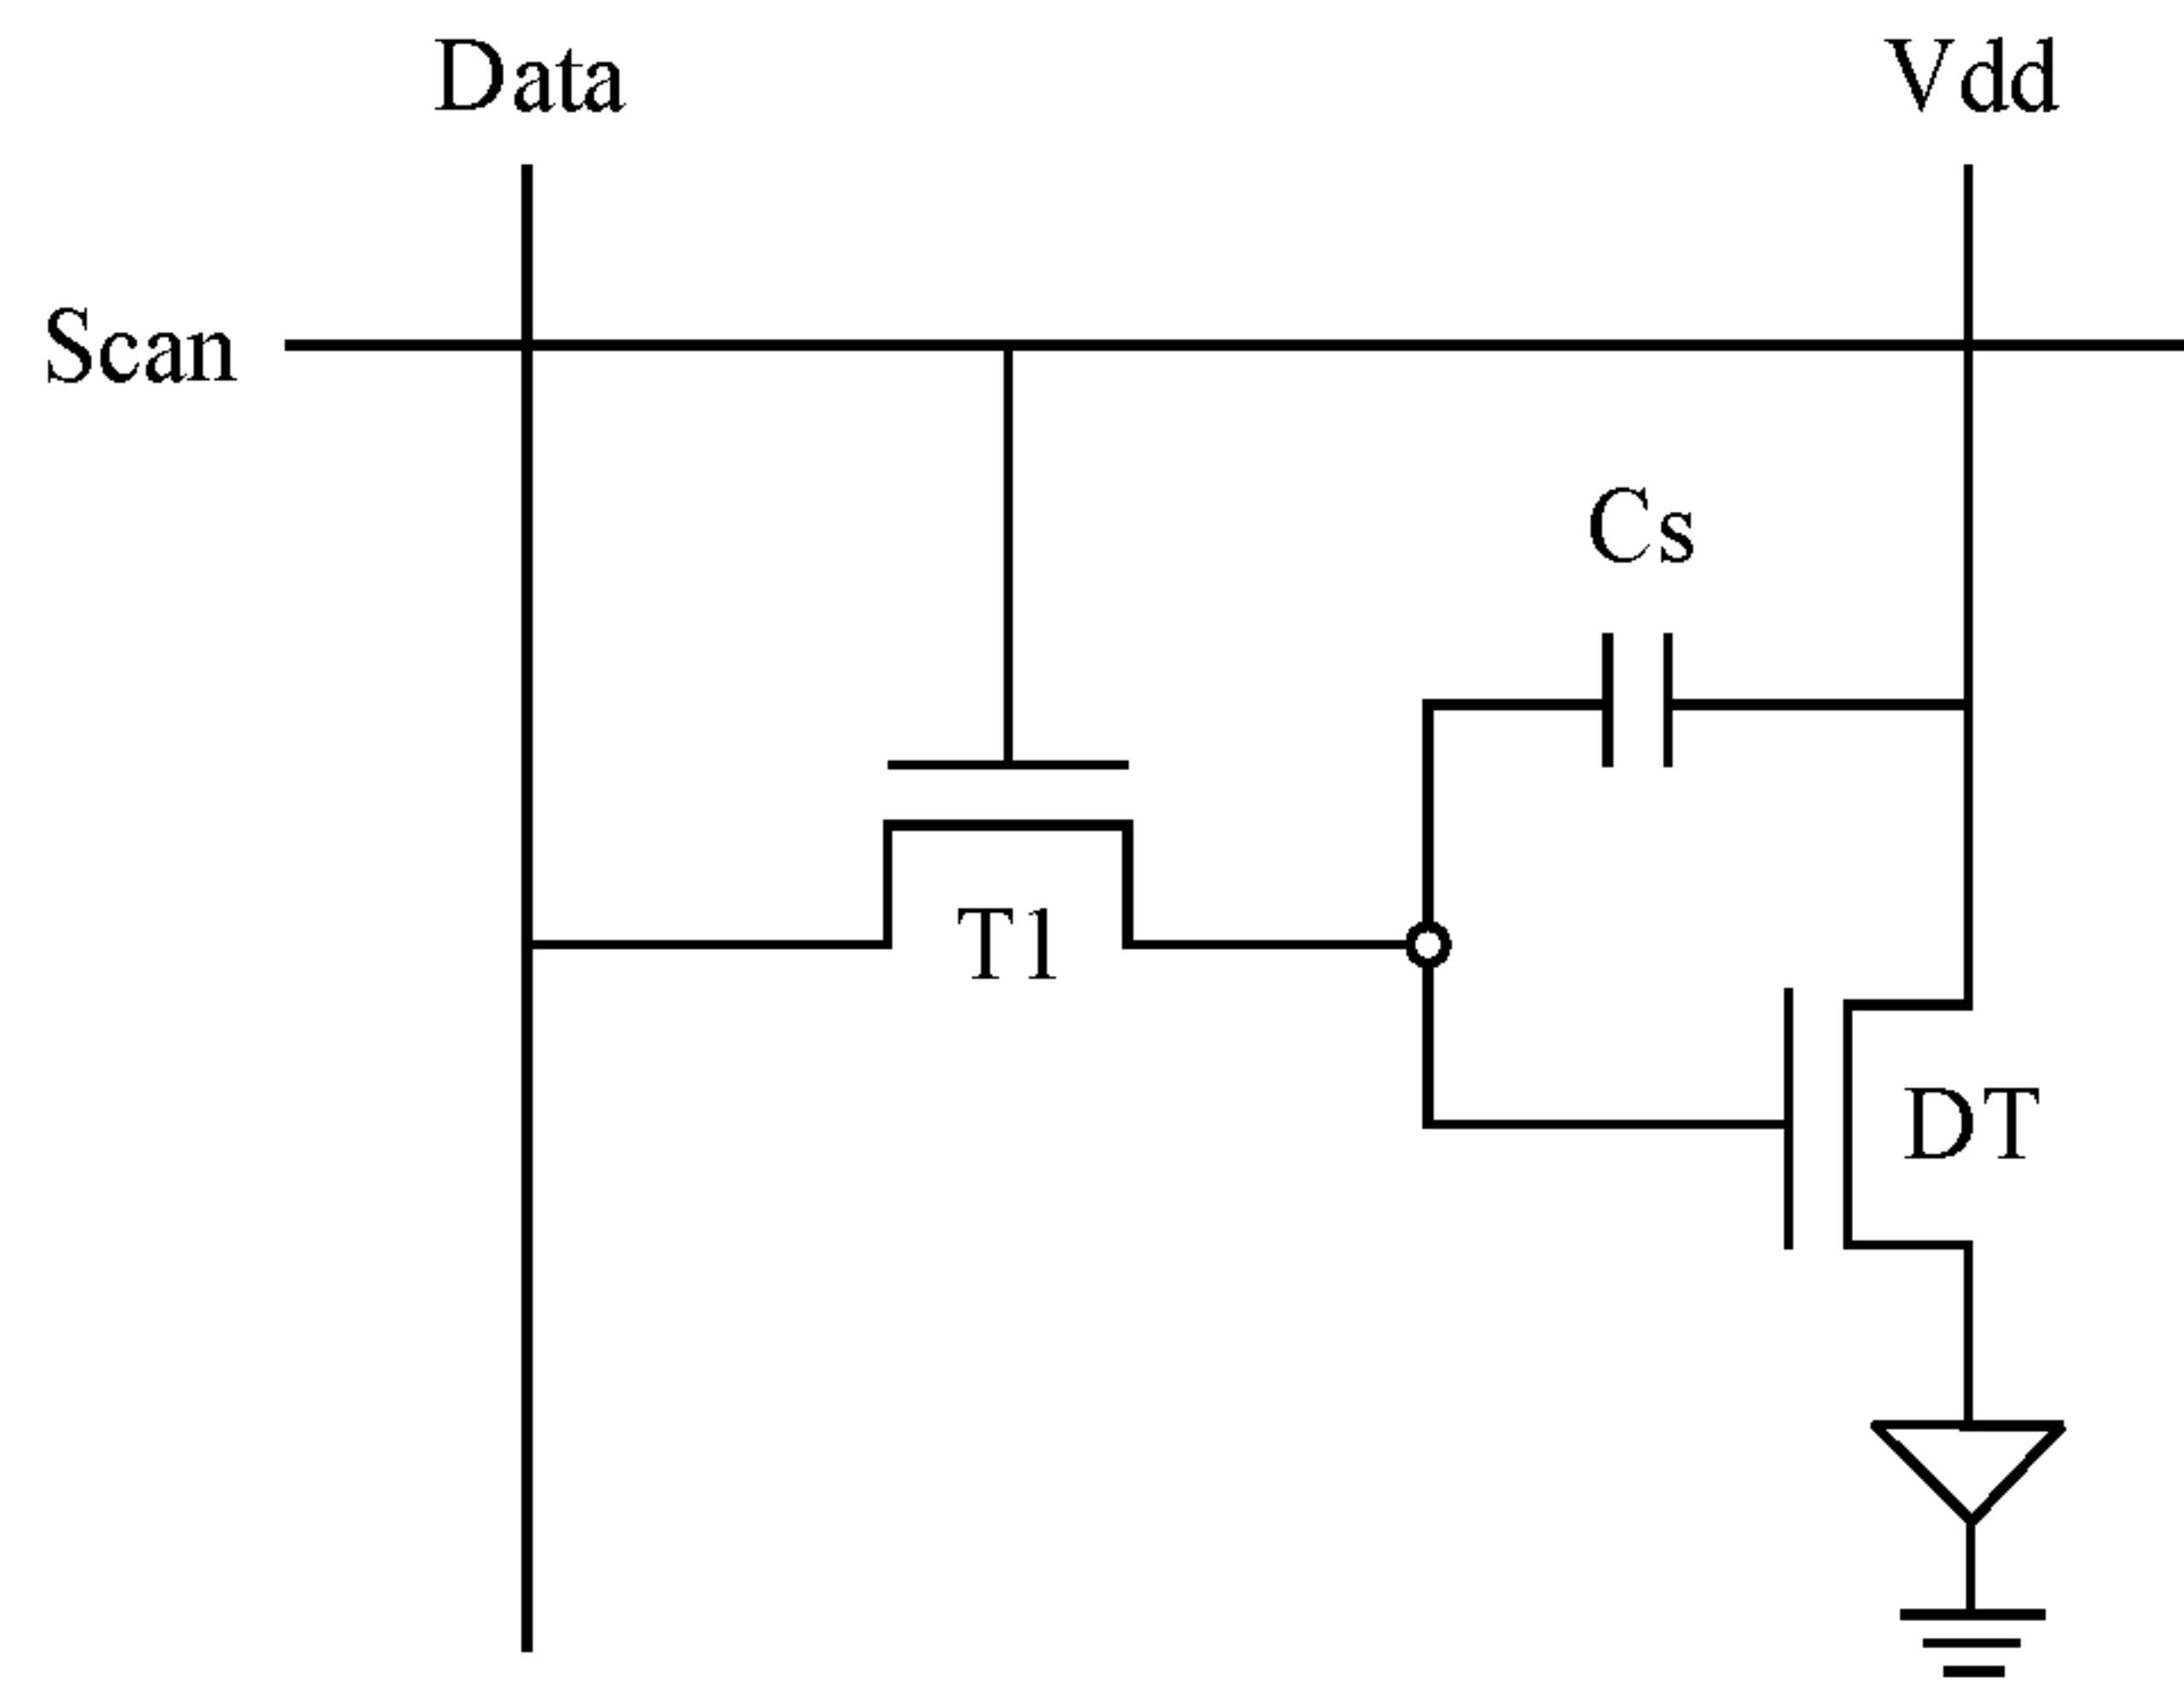 Data
Vdd
Scan
Cs
T1
DT